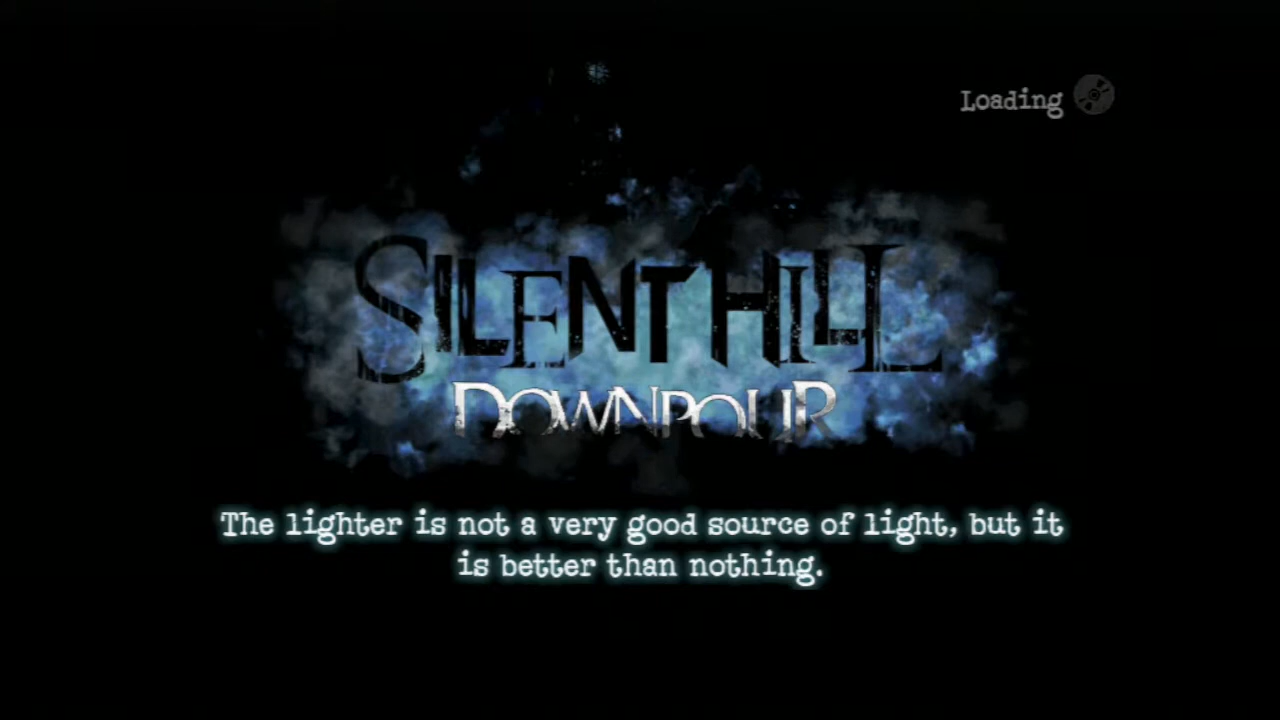 Loading
SILENT HILL
DOWNPOUR
The lighter is not a very good source of light, but it
is better than nothing.